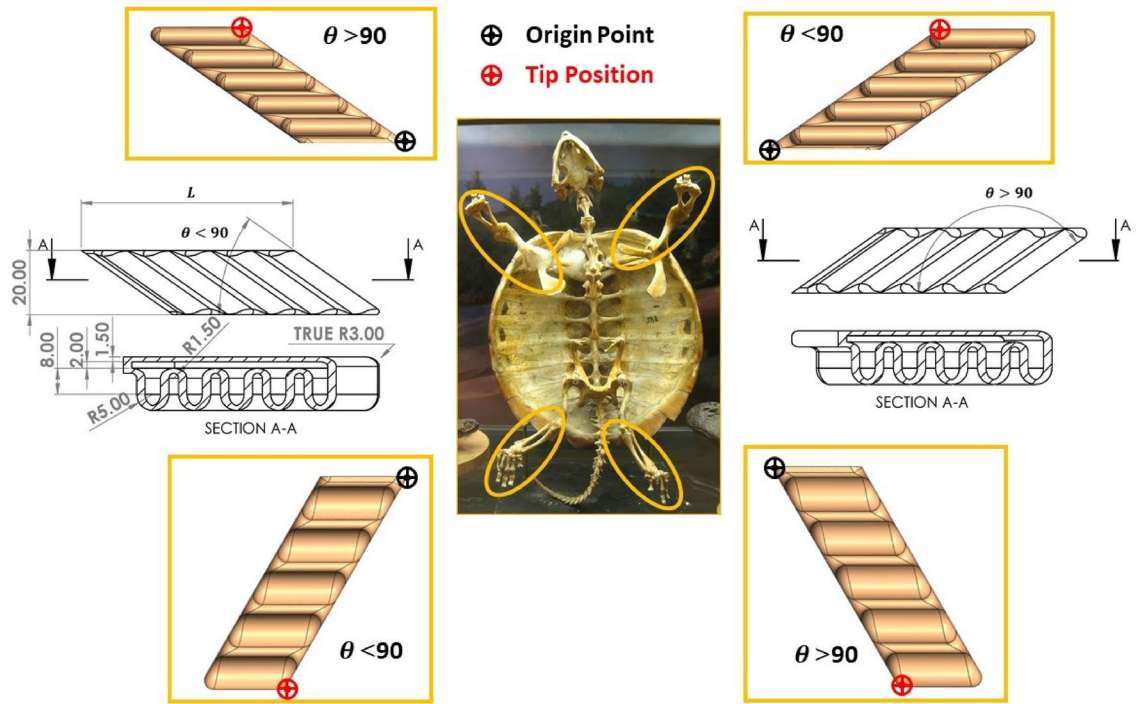 θ >90
Origin Point
Tip Position
θ <90
L
θ < 90
A
A
20.00
8.00
2.00
1.50
R1.50
R5.00
TRUE R3.00
SECTION A-A
θ > 90
A
A
SECTION A-A
θ <90
θ >90